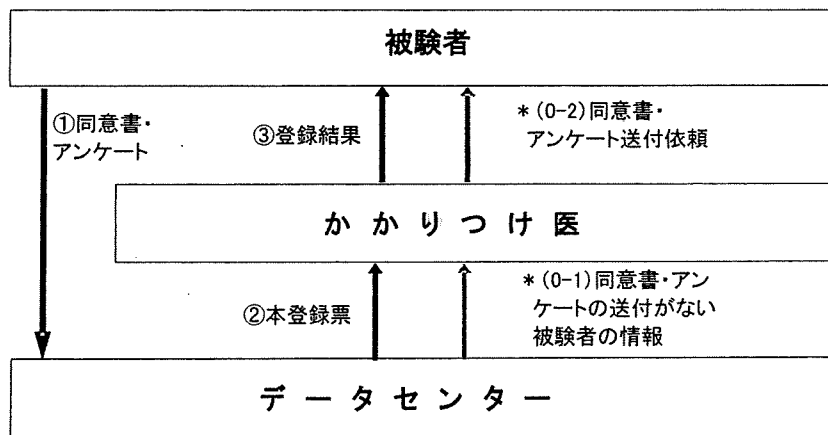 被験者
①同意書・
アンケート
③登録結果
*(0-2)同意書・
アンケート送付依頼
かかりつけ医
②本登録票
*(0-1)同意書・アン
ケートの送付がない
被験者の情報
データセンター